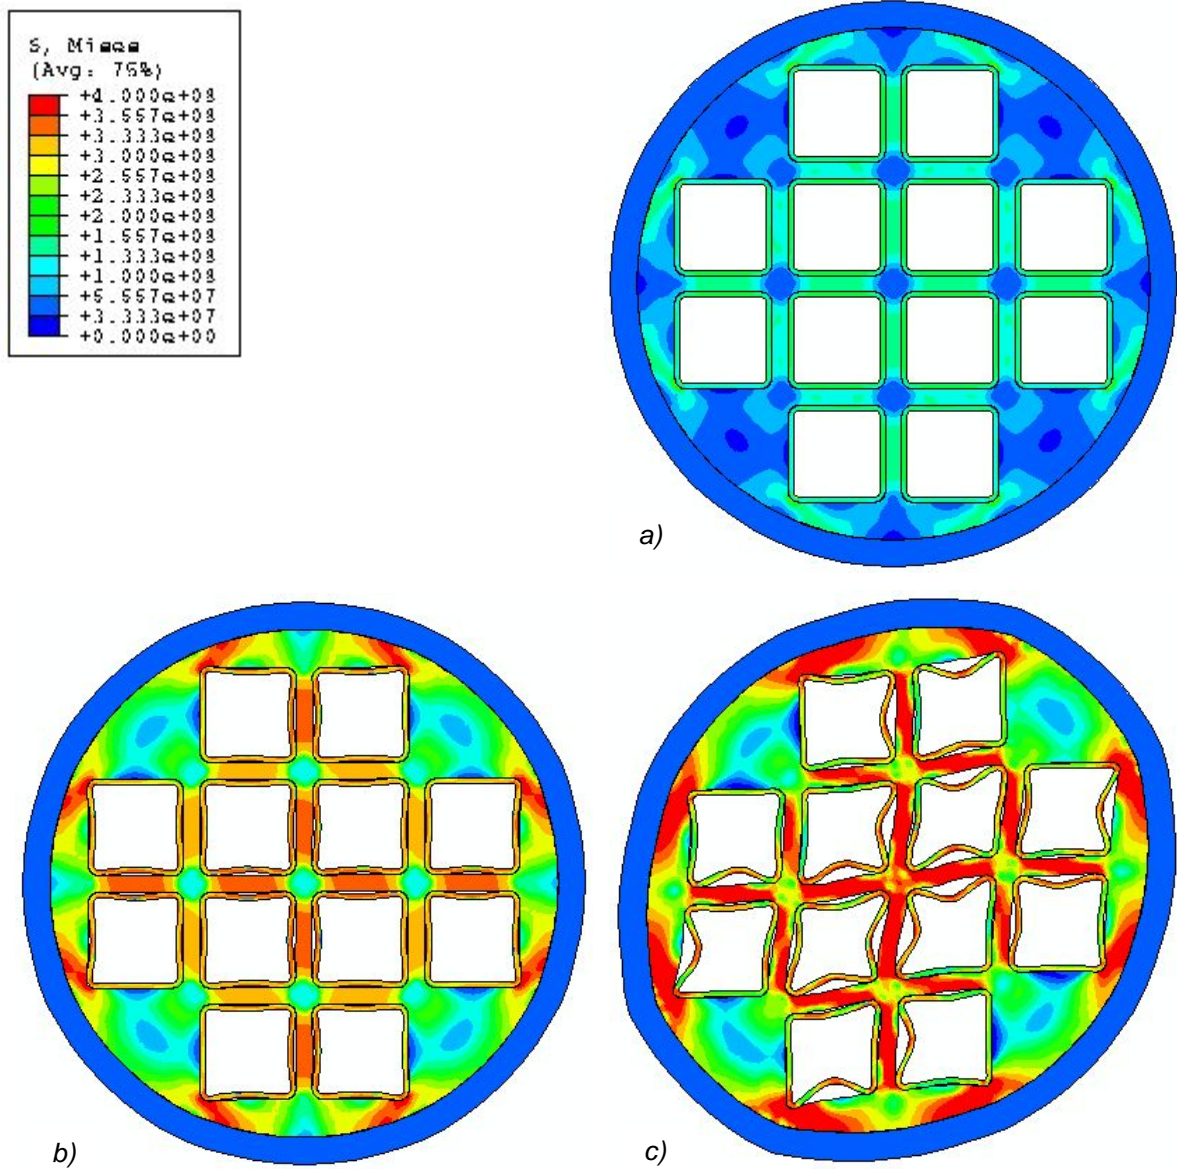 S, Mises
(Avg: 75%)
+4.000e+08
+3.667e+08
+3.333e+08
+3.000e+08
+2.667e+08
+2.333e+08
+2.000e+08
+1.667e+08
+1.333e+08
+1.000e+08
+6.667e+07
+3.333e+07
+0.000e+00
a)
b)
c)